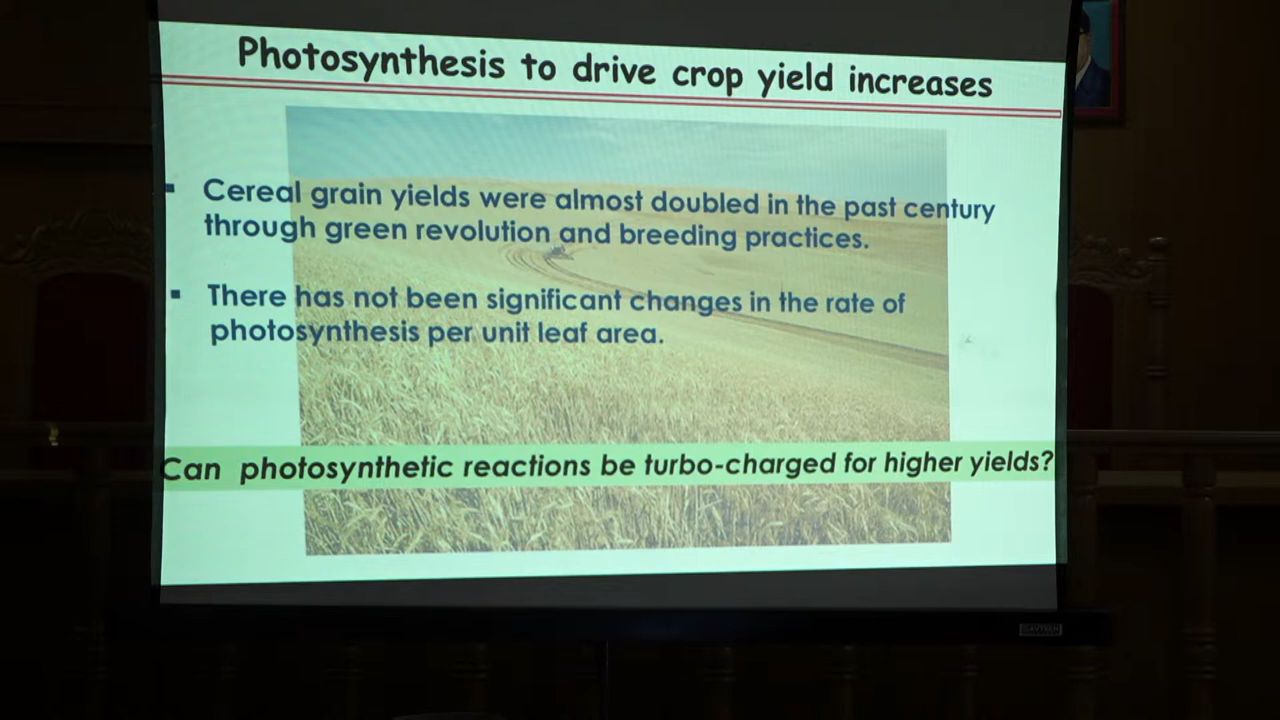 Photosynthesis to drive crop yield increases
▪ Cereal grain yields were almost doubled in the past century
through green revolution and breeding practices.
▪ There has not been significant changes in the rate of
photosynthesis per unit leaf area.
Can photosynthetic reactions be turbo-charged for higher yields?